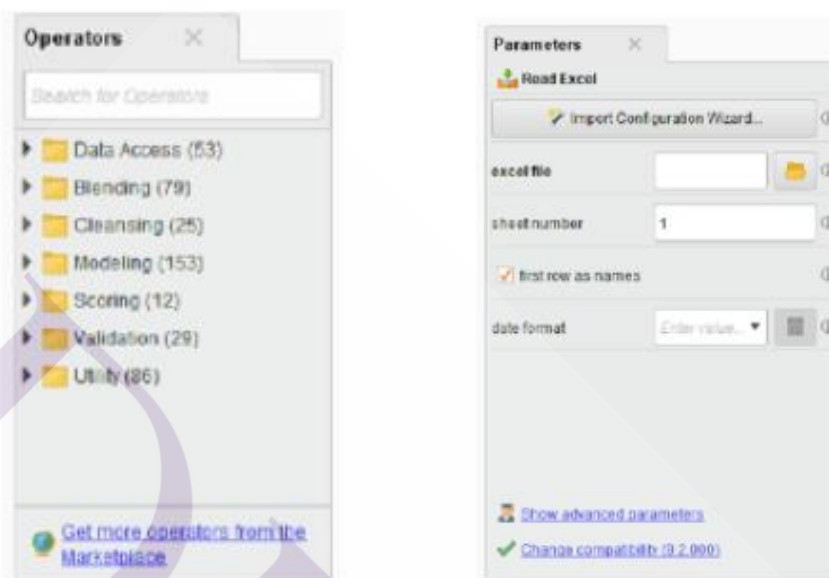 Operators
Search for Operators
Data Access (53)
Blending (79)
Cleansing (25)
Modeling (153)
Scoring (12)
Validation (29)
Utility (86)
Get more operators from the
Marketplace
Parameters
Read Excel
Import Configuration Wizard...
excel file
sheet number
1
first row as names
date format
Enter value...
Show advanced parameters
Change compatibility (9.2.000)